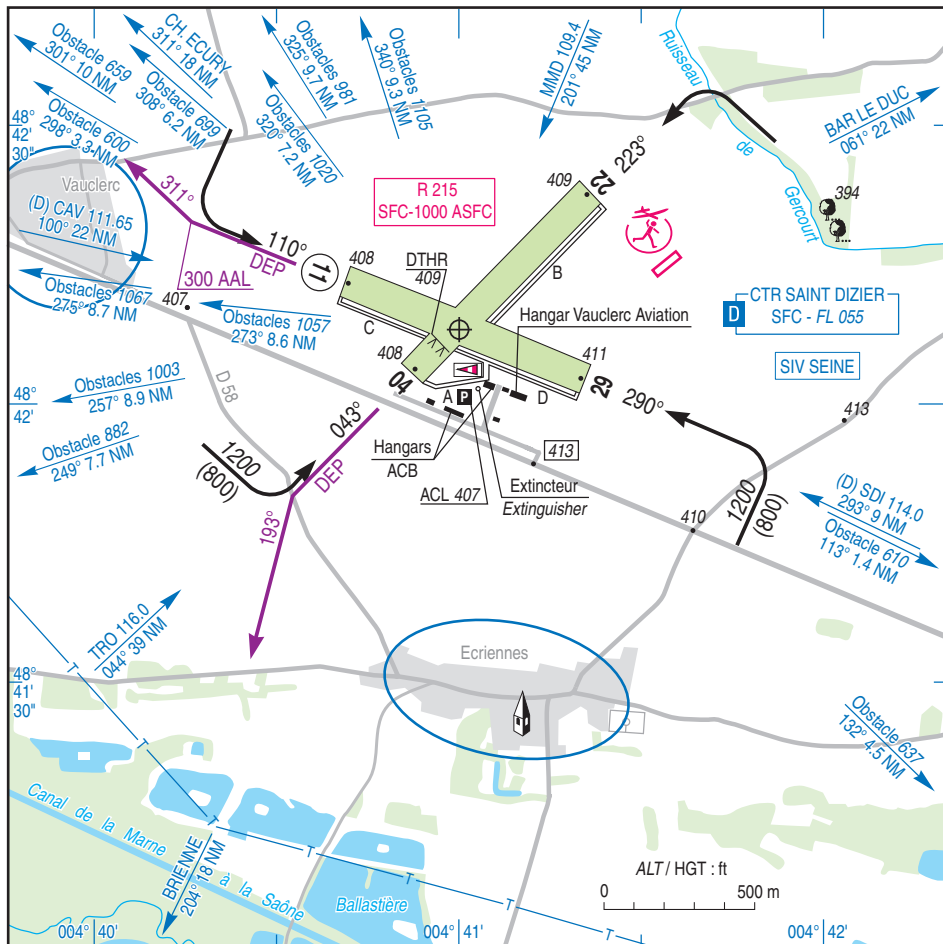 Obstacle 659
301° 10 NM
CH. ECURY
311° 18 NM
Obstacle 699
308° 6.2 NM
Obstacle 600
298° 3.3 NM
Obstacles 981
325° 9.7 NM
Obstacles 1020
320° 7.2 NM
Obstacles 1105
340° 9.3 NM
MMD 109.4
201° 45 NM
Ruisseau
de
Gercourt
BAR LE DUC
061° 22 NM
48°
42'
30"
Vauclerc
(D) CAV 111.65
100° 22 NM
311°
110°
DEP
11
300 AAL
R 215
SFC-1000 ASFC
409
22
223°
394
408
DTHR
409
B
C
Obstacles 1067
275° 8.7 NM
407
Obstacles 1057
273° 8.6 NM
Hangar Vauclerc Aviation
D
CTR SAINT DIZIER
SFC - FL 055
SIV SEINE
408
04
411
29
290°
A
P
D
48°
42'
Obstacles 1003
257° 8.9 NM
D 58
Obstacle 882
249° 7.7 NM
043°
DEP
1200
(800)
Hangars
ACB
ACL 407
Extincteur
Extinguisher
413
413
410
1200
(800)
(D) SDI 114.0
293° 9 NM
Obstacle 610
113° 1.4 NM
193°
TRO 116.0
044° 39 NM
T
48°
41'
30"
Ecriennes
Obstacle 637
132° 4.5 NM
T
T
T
T
T
T
Canal de la Marne
à la Saône
BRIENNE
204° 18 NM
Ballastière
ALT / HGT : ft
0
500 m
004° 40'
004° 41'
004° 42'